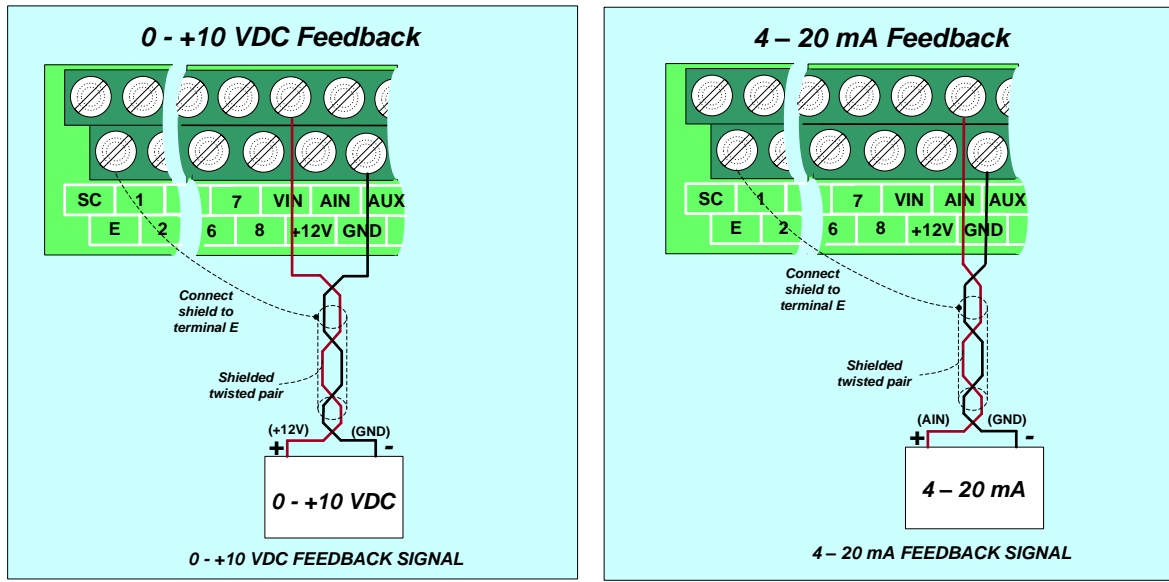 0 - +10 VDC Feedback
SC 1 7 VIN AIN AUX
E 2 6 8 +12V GND
Connect
shield to
terminal E
Shielded
twisted pair
(+12V) (GND)
+ -
0 - +10 VDC
0 - +10 VDC FEEDBACK SIGNAL
4 – 20 mA Feedback
SC 1 7 VIN AIN AUX
E 2 6 8 +12V GND
Connect
shield to
terminal E
Shielded
twisted pair
(AIN) (GND)
+ -
4 – 20 mA
4 – 20 mA FEEDBACK SIGNAL